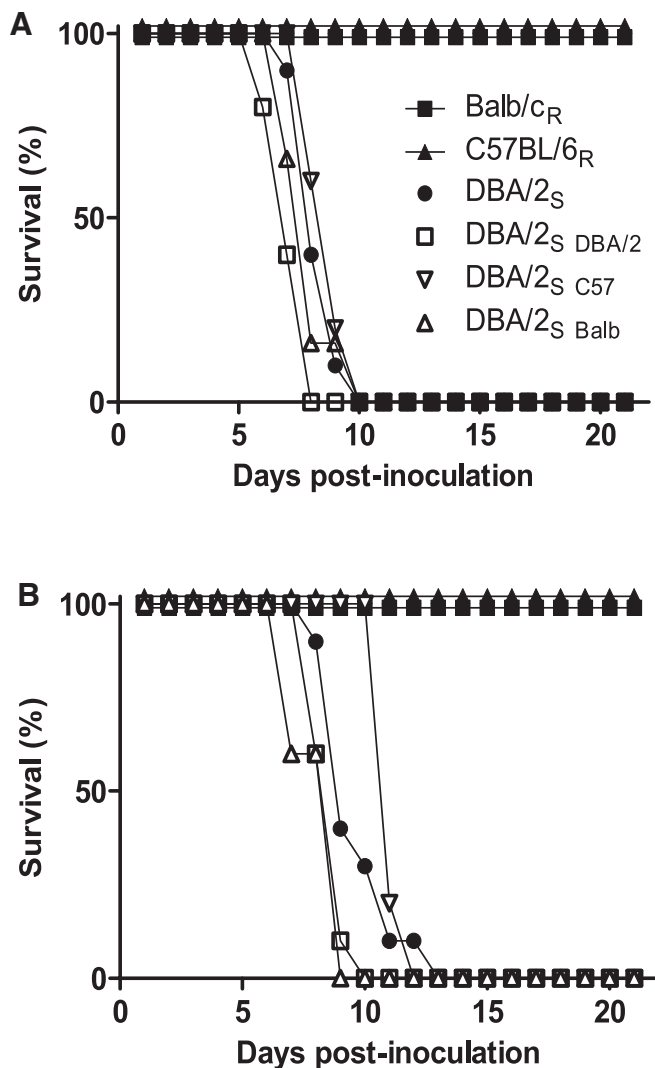 A
Survival (%)
100
50
0
0 5 10 15 20
Days post-inoculation
Balb/cR
C57BL/6R
DBA/2S
DBA/2S DBA/2
DBA/2S C57
DBA/2S Balb
B
Survival (%)
100
50
0
0 5 10 15 20
Days post-inoculation